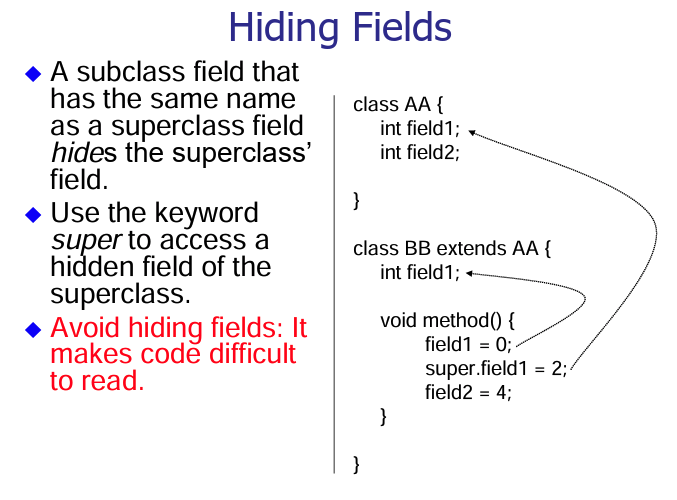 Hiding Fields
A subclass field that
has the same name
as a superclass field
hides the superclass’
field.
Use the keyword
super to access a
hidden field of the
superclass.
Avoid hiding fields: It
makes code difficult
to read.
class AA {
int field1;
int field2;
}
class BB extends AA {
int field1;
void method() {
field1 = 0;
super.field1 = 2;
field2 = 4;
}
}